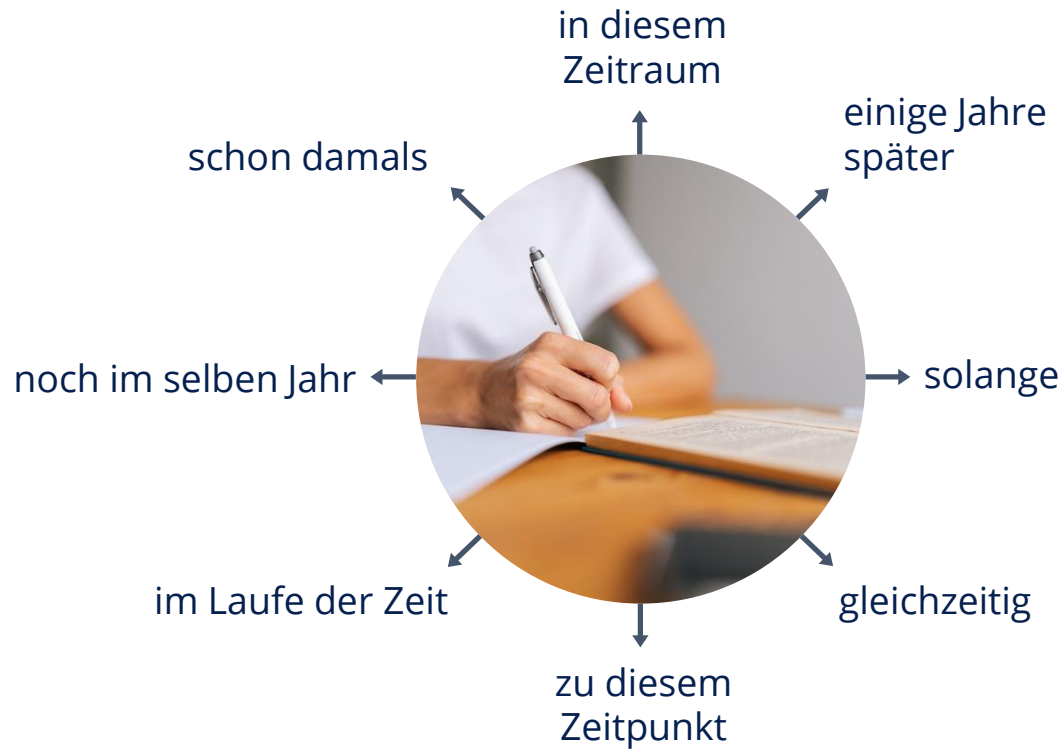 in diesem
Zeitraum
einige Jahre
später
schon damals
noch im selben Jahr
solange
im Laufe der Zeit
gleichzeitig
zu diesem
Zeitpunkt